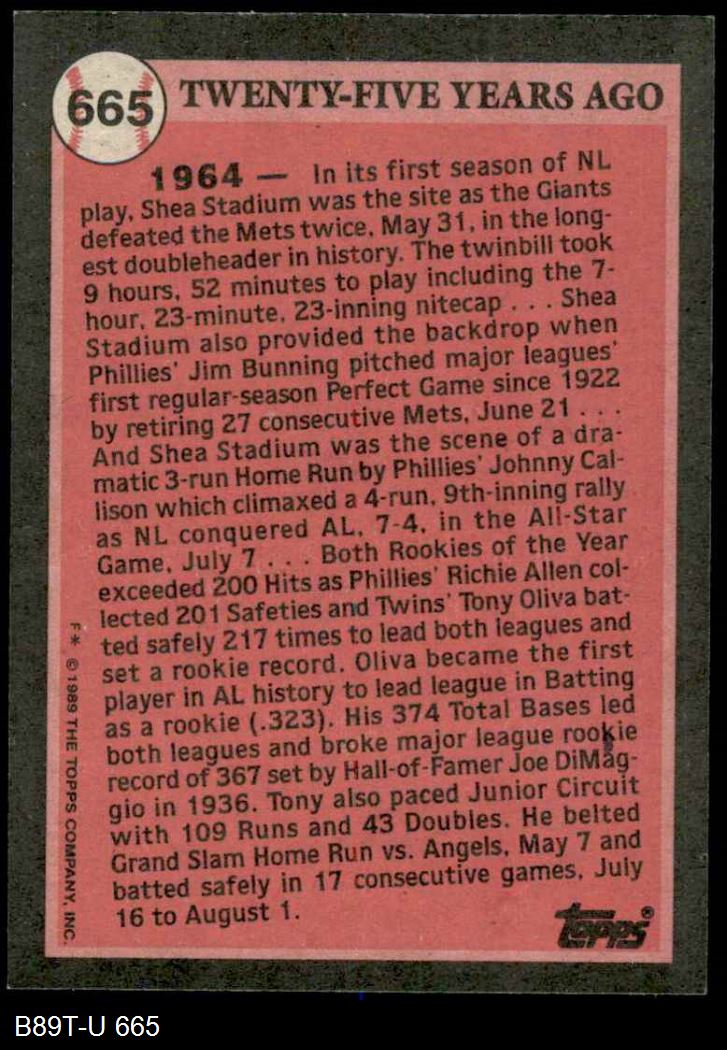 665
TWENTY-FIVE YEARS AGO
1964 — In its first season of NL
play, Shea Stadium was the site as the Giants
defeated the Mets twice, May 31, in the long-
est doubleheader in history. The twinbill took
9 hours, 52 minutes to play including the 7-
hour, 23-minute, 23-inning nitecap . . . Shea
Stadium also provided the backdrop when
Phillies' Jim Bunning pitched major leagues'
first regular-season Perfect Game since 1922
by retiring 27 consecutive Mets, June 21 . . .
And Shea Stadium was the scene of a dra-
matic 3-run Home Run by Phillies' Johnny Cal-
lison which climaxed a 4-run, 9th-inning rally
as NL conquered AL, 7-4, in the All-Star
Game, July 7 . . . Both Rookies of the Year
exceeded 200 Hits as Phillies' Richie Allen col-
lected 201 Safeties and Twins' Tony Oliva bat-
ted safely 217 times to lead both leagues and
set a rookie record. Oliva became the first
player in AL history to lead league in Batting
as a rookie (.323). His 374 Total Bases led
both leagues and broke major league rookie
record of 367 set by Hall-of-Famer Joe DiMag-
gio in 1936. Tony also paced Junior Circuit
with 109 Runs and 43 Doubles. He belted
Grand Slam Home Run vs. Angels, May 7 and
batted safely in 17 consecutive games, July
16 to August 1.
F* © 1989 THE TOPPS COMPANY, INC.
topps®
B89T-U 665